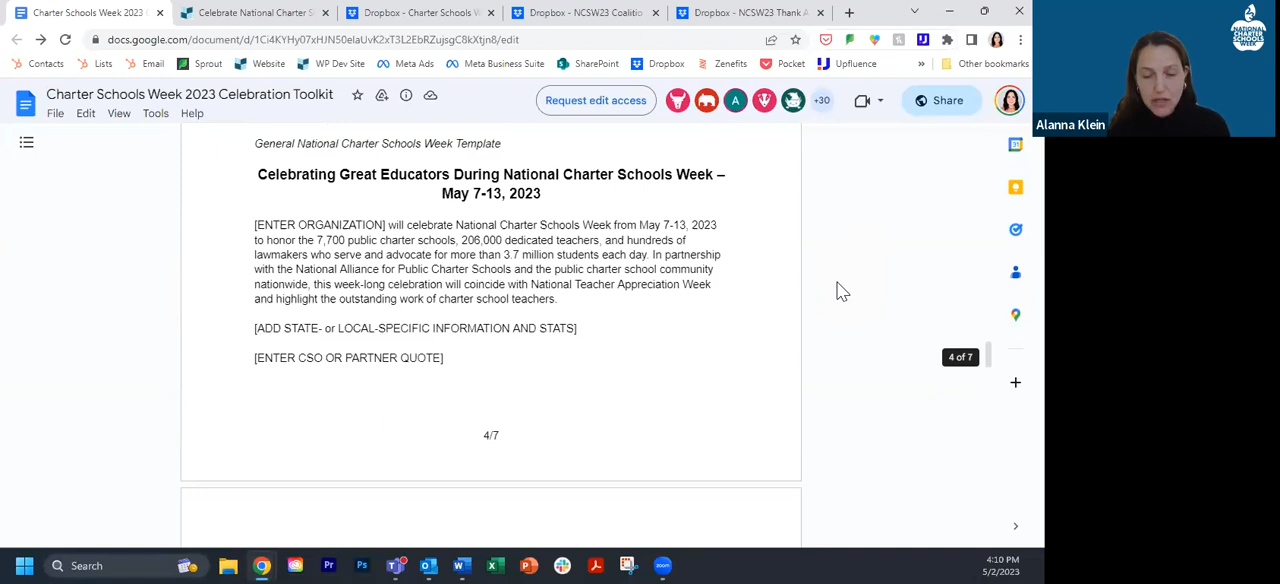 Charter Schools Week 2023
Celebrate National Charter S
Dropbox - Charter Schools W
Dropbox - NCSW23 Coalitio
Dropbox - NCSW23 Thank A
docs.google.com/document/d/1Ci4KYHy07xHJN50elaUvK2xT3L2EbRZujsgC8kXtjn8/edit
Contacts
Lists
Email
Sprout
Website
WP Dev Site
Meta Ads
Meta Business Suite
SharePoint
Dropbox
Zenefits
Pocket
Upfluence
»
Other bookmarks
NATIONAL
CHARTER
SCHOOLS
WEEK
Alanna Klein
Charter Schools Week 2023 Celebration Toolkit
File Edit View Tools Help
Request edit access
A
+30
Share
General National Charter Schools Week Template
Celebrating Great Educators During National Charter Schools Week –
May 7-13, 2023
[ENTER ORGANIZATION] will celebrate National Charter Schools Week from May 7-13, 2023
to honor the 7,700 public charter schools, 206,000 dedicated teachers, and hundreds of
lawmakers who serve and advocate for more than 3.7 million students each day. In partnership
with the National Alliance for Public Charter Schools and the public charter school community
nationwide, this week-long celebration will coincide with National Teacher Appreciation Week
and highlight the outstanding work of charter school teachers.
[ADD STATE- or LOCAL-SPECIFIC INFORMATION AND STATS]
[ENTER CSO OR PARTNER QUOTE]
4 of 7
4/7
31
Search
Pr
Ps
zoom
4:10 PM
5/2/2023